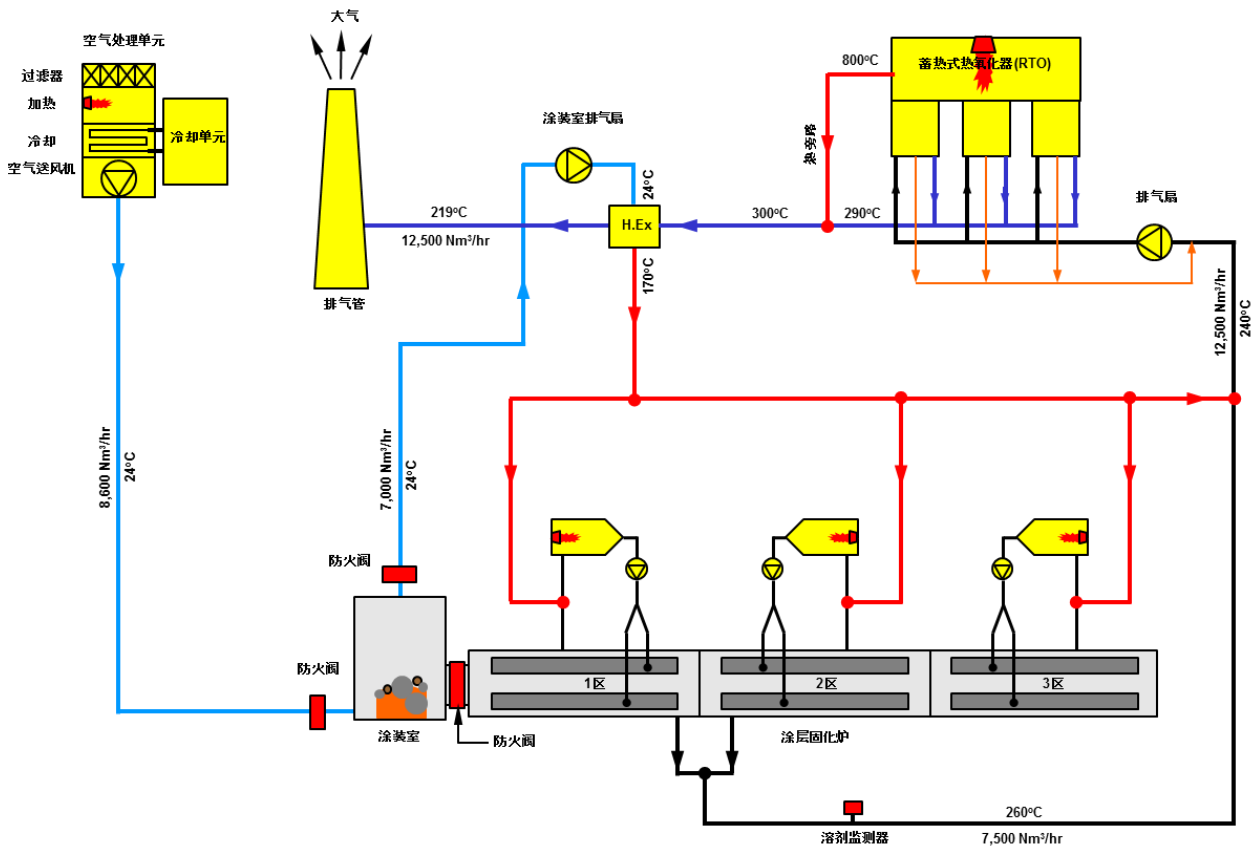 大气
空气处理单元
过滤器
加热
冷却
冷却单元
空气送风机
涂装室排气扇
24°C
800°C
蓄热式热氧化器(RTO)
热旁路
219°C
12,500 Nm³/hr
H.Ex
300°C
290°C
排气扇
170°C
排气管
12,500 Nm³/hr
240°C
8,600 Nm³/hr
24°C
7,000 Nm³/hr
24°C
防火阀
防火阀
1区
2区
3区
涂装室
防火阀
涂层固化炉
260°C
溶剂监测器
7,500 Nm³/hr